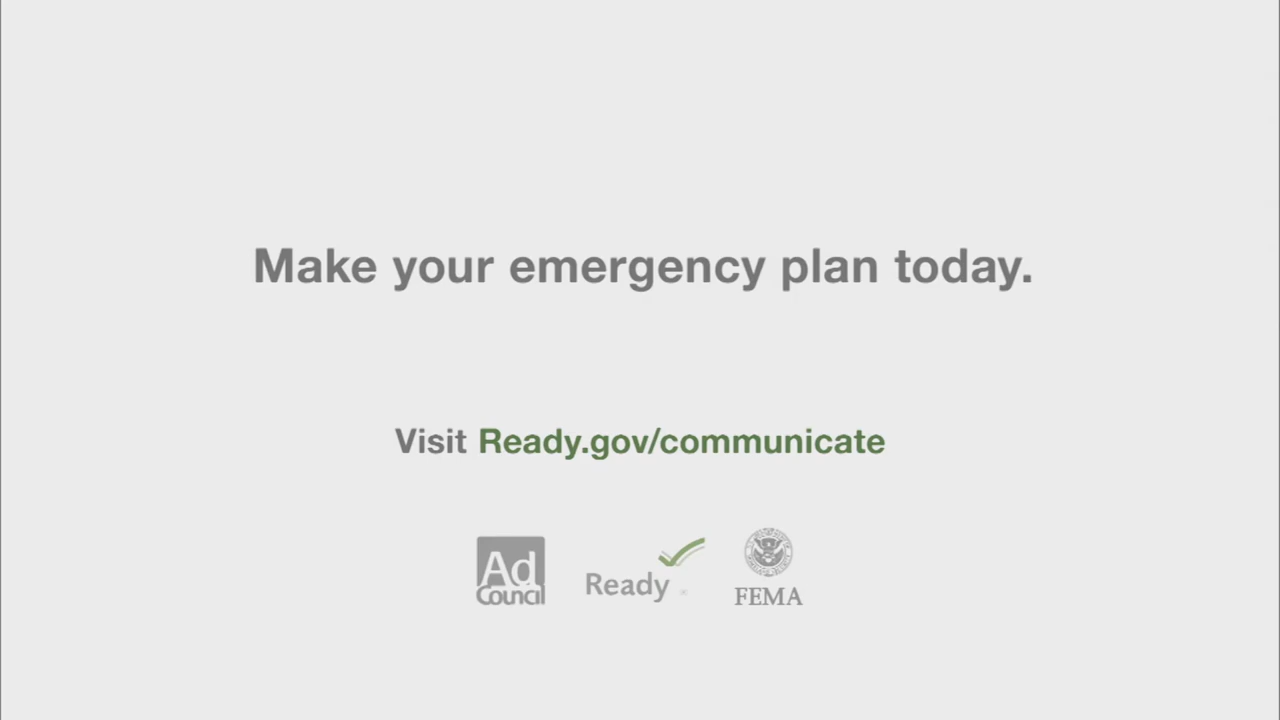 Make your emergency plan today.
Visit Ready.gov/communicate
Ad
Council
Ready
FEMA